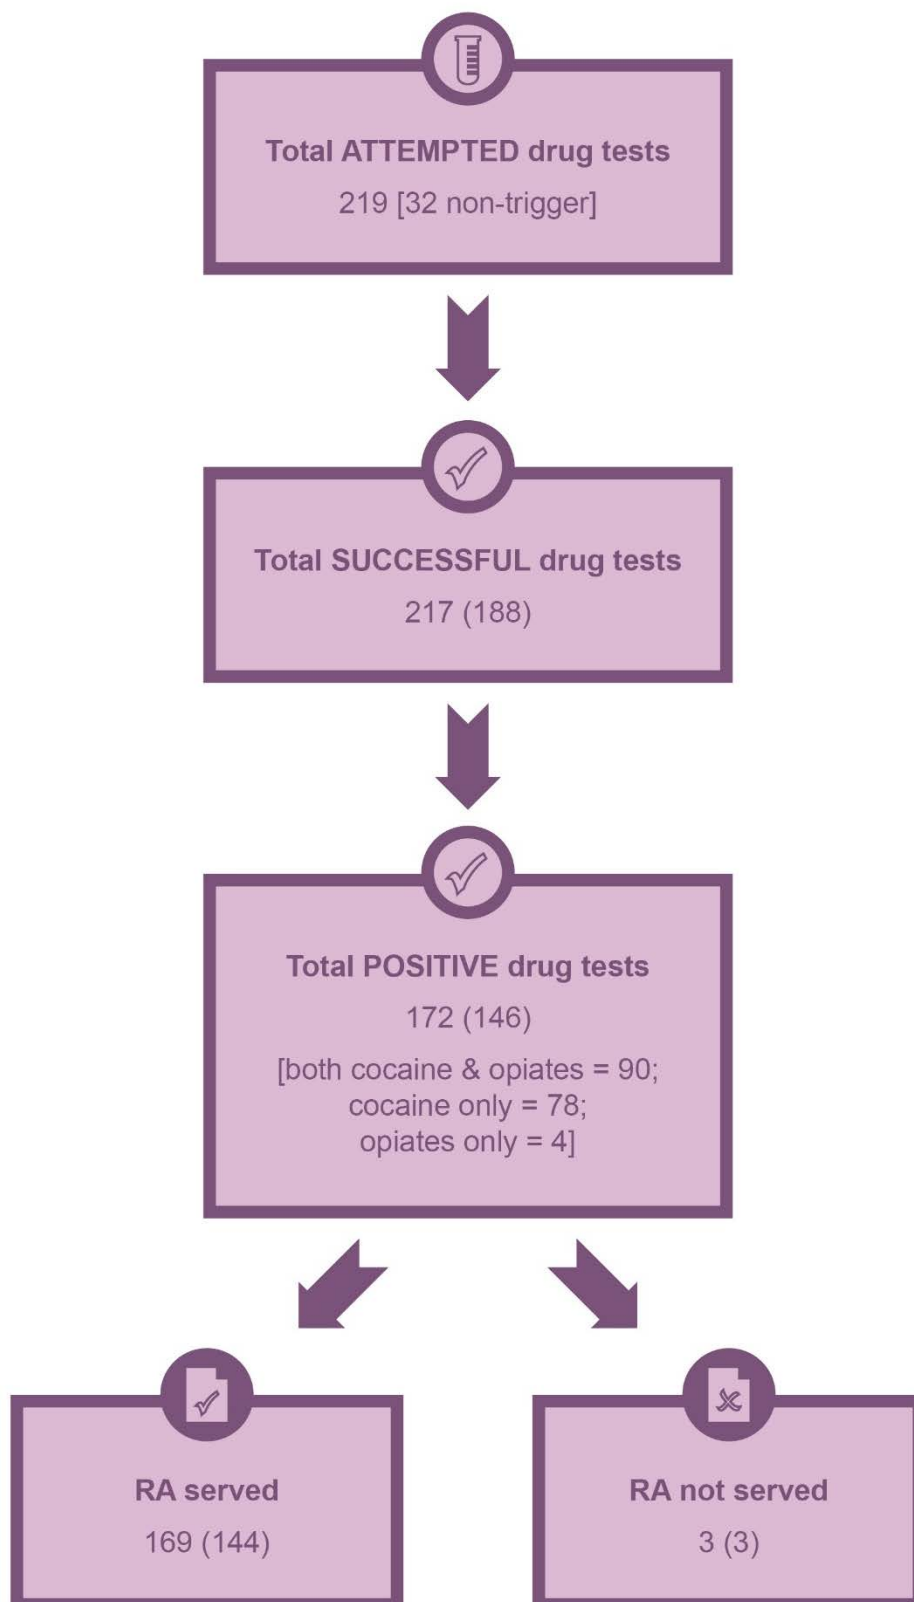 Total ATTEMPTED drug tests
219 [32 non-trigger]
Total SUCCESSFUL drug tests
217 (188)
Total POSITIVE drug tests
172 (146)
[both cocaine & opiates = 90;
cocaine only = 78;
opiates only = 4]
RA served
169 (144)
RA not served
3 (3)